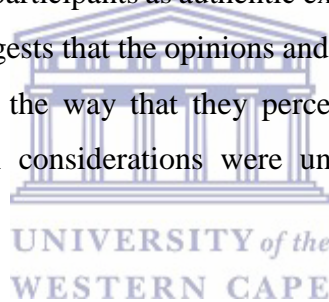 participants as authentic ex
gests that the opinions and
the way that they perce
considerations were un
UNIVERSITY of the
WESTERN CAPE